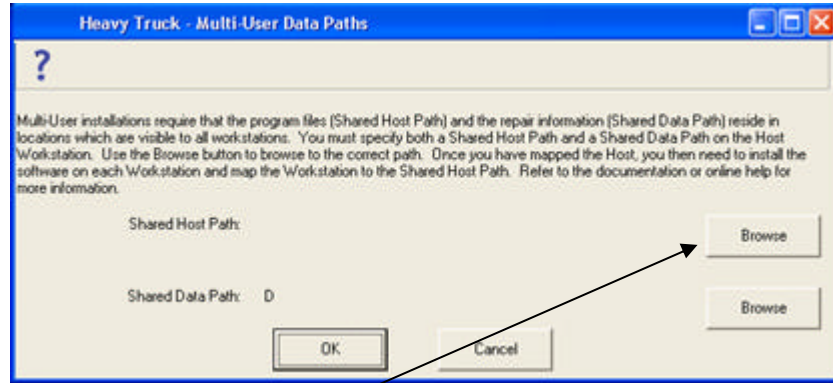 Heavy Truck - Multi-User Data Paths
?
Multi-User installations require that the program files (Shared Host Path) and the repair information (Shared Data Path) reside in
locations which are visible to all workstations. You must specify both a Shared Host Path and a Shared Data Path on the Host
Workstation. Use the Browse button to browse to the correct path. Once you have mapped the Host, you then need to install the
software on each Workstation and map the Workstation to the Shared Host Path. Refer to the documentation or online help for
more information.
Shared Host Path:
Browse
Shared Data Path: D
Browse
OK Cancel